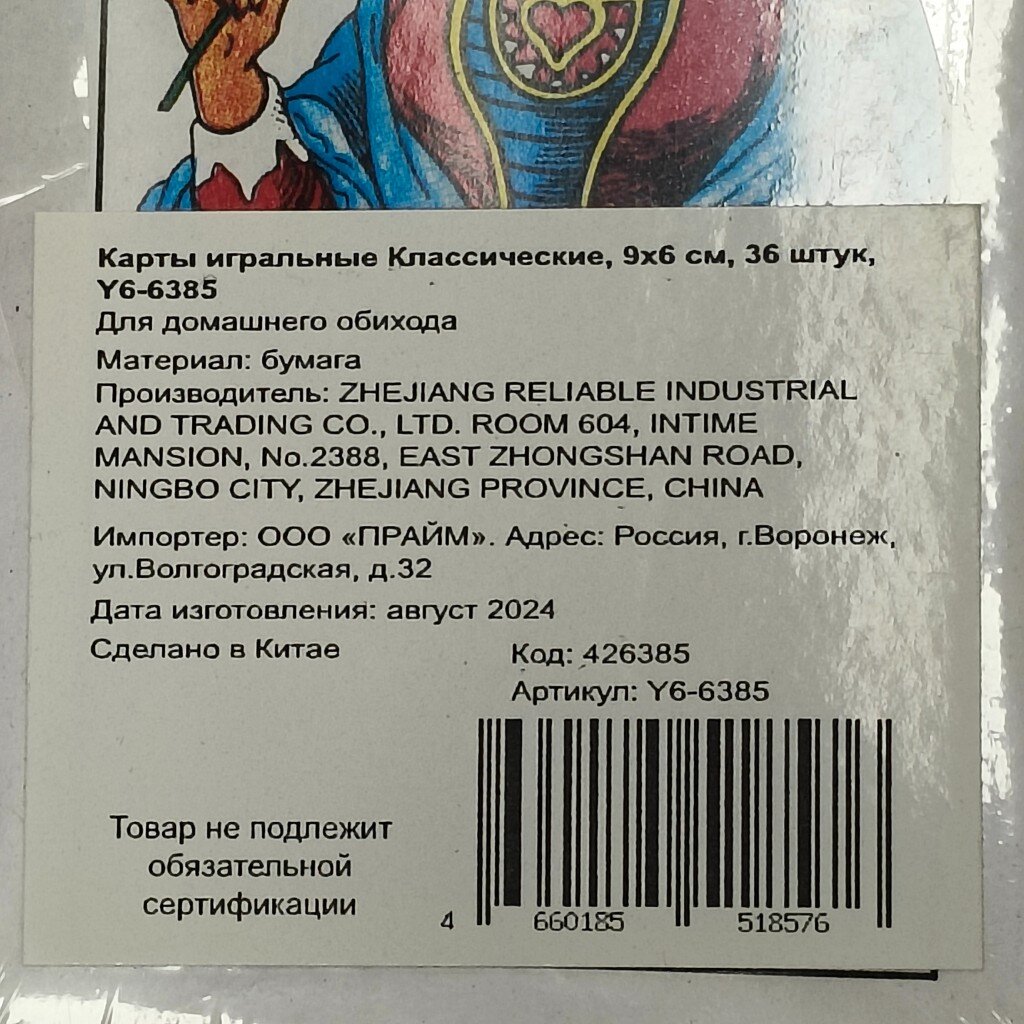 Карты игральные Классические, 9х6 см, 36 штук,
Y6-6385
Для домашнего обихода
Материал: бумага
Производитель: ZHEJIANG RELIABLE INDUSTRIAL
AND TRADING CO., LTD. ROOM 604, INTIME
MANSION, No.2388, EAST ZHONGSHAN ROAD,
NINGBO CITY, ZHEJIANG PROVINCE, CHINA
Импортер: ООО «ПРАЙМ». Адрес: Россия, г.Воронеж,
ул.Волгоградская, д.32
Дата изготовления: август 2024
Сделано в Китае
Код: 426385
Артикул: Y6-6385
Товар не подлежит
обязательной
сертификации
4 660185 518576